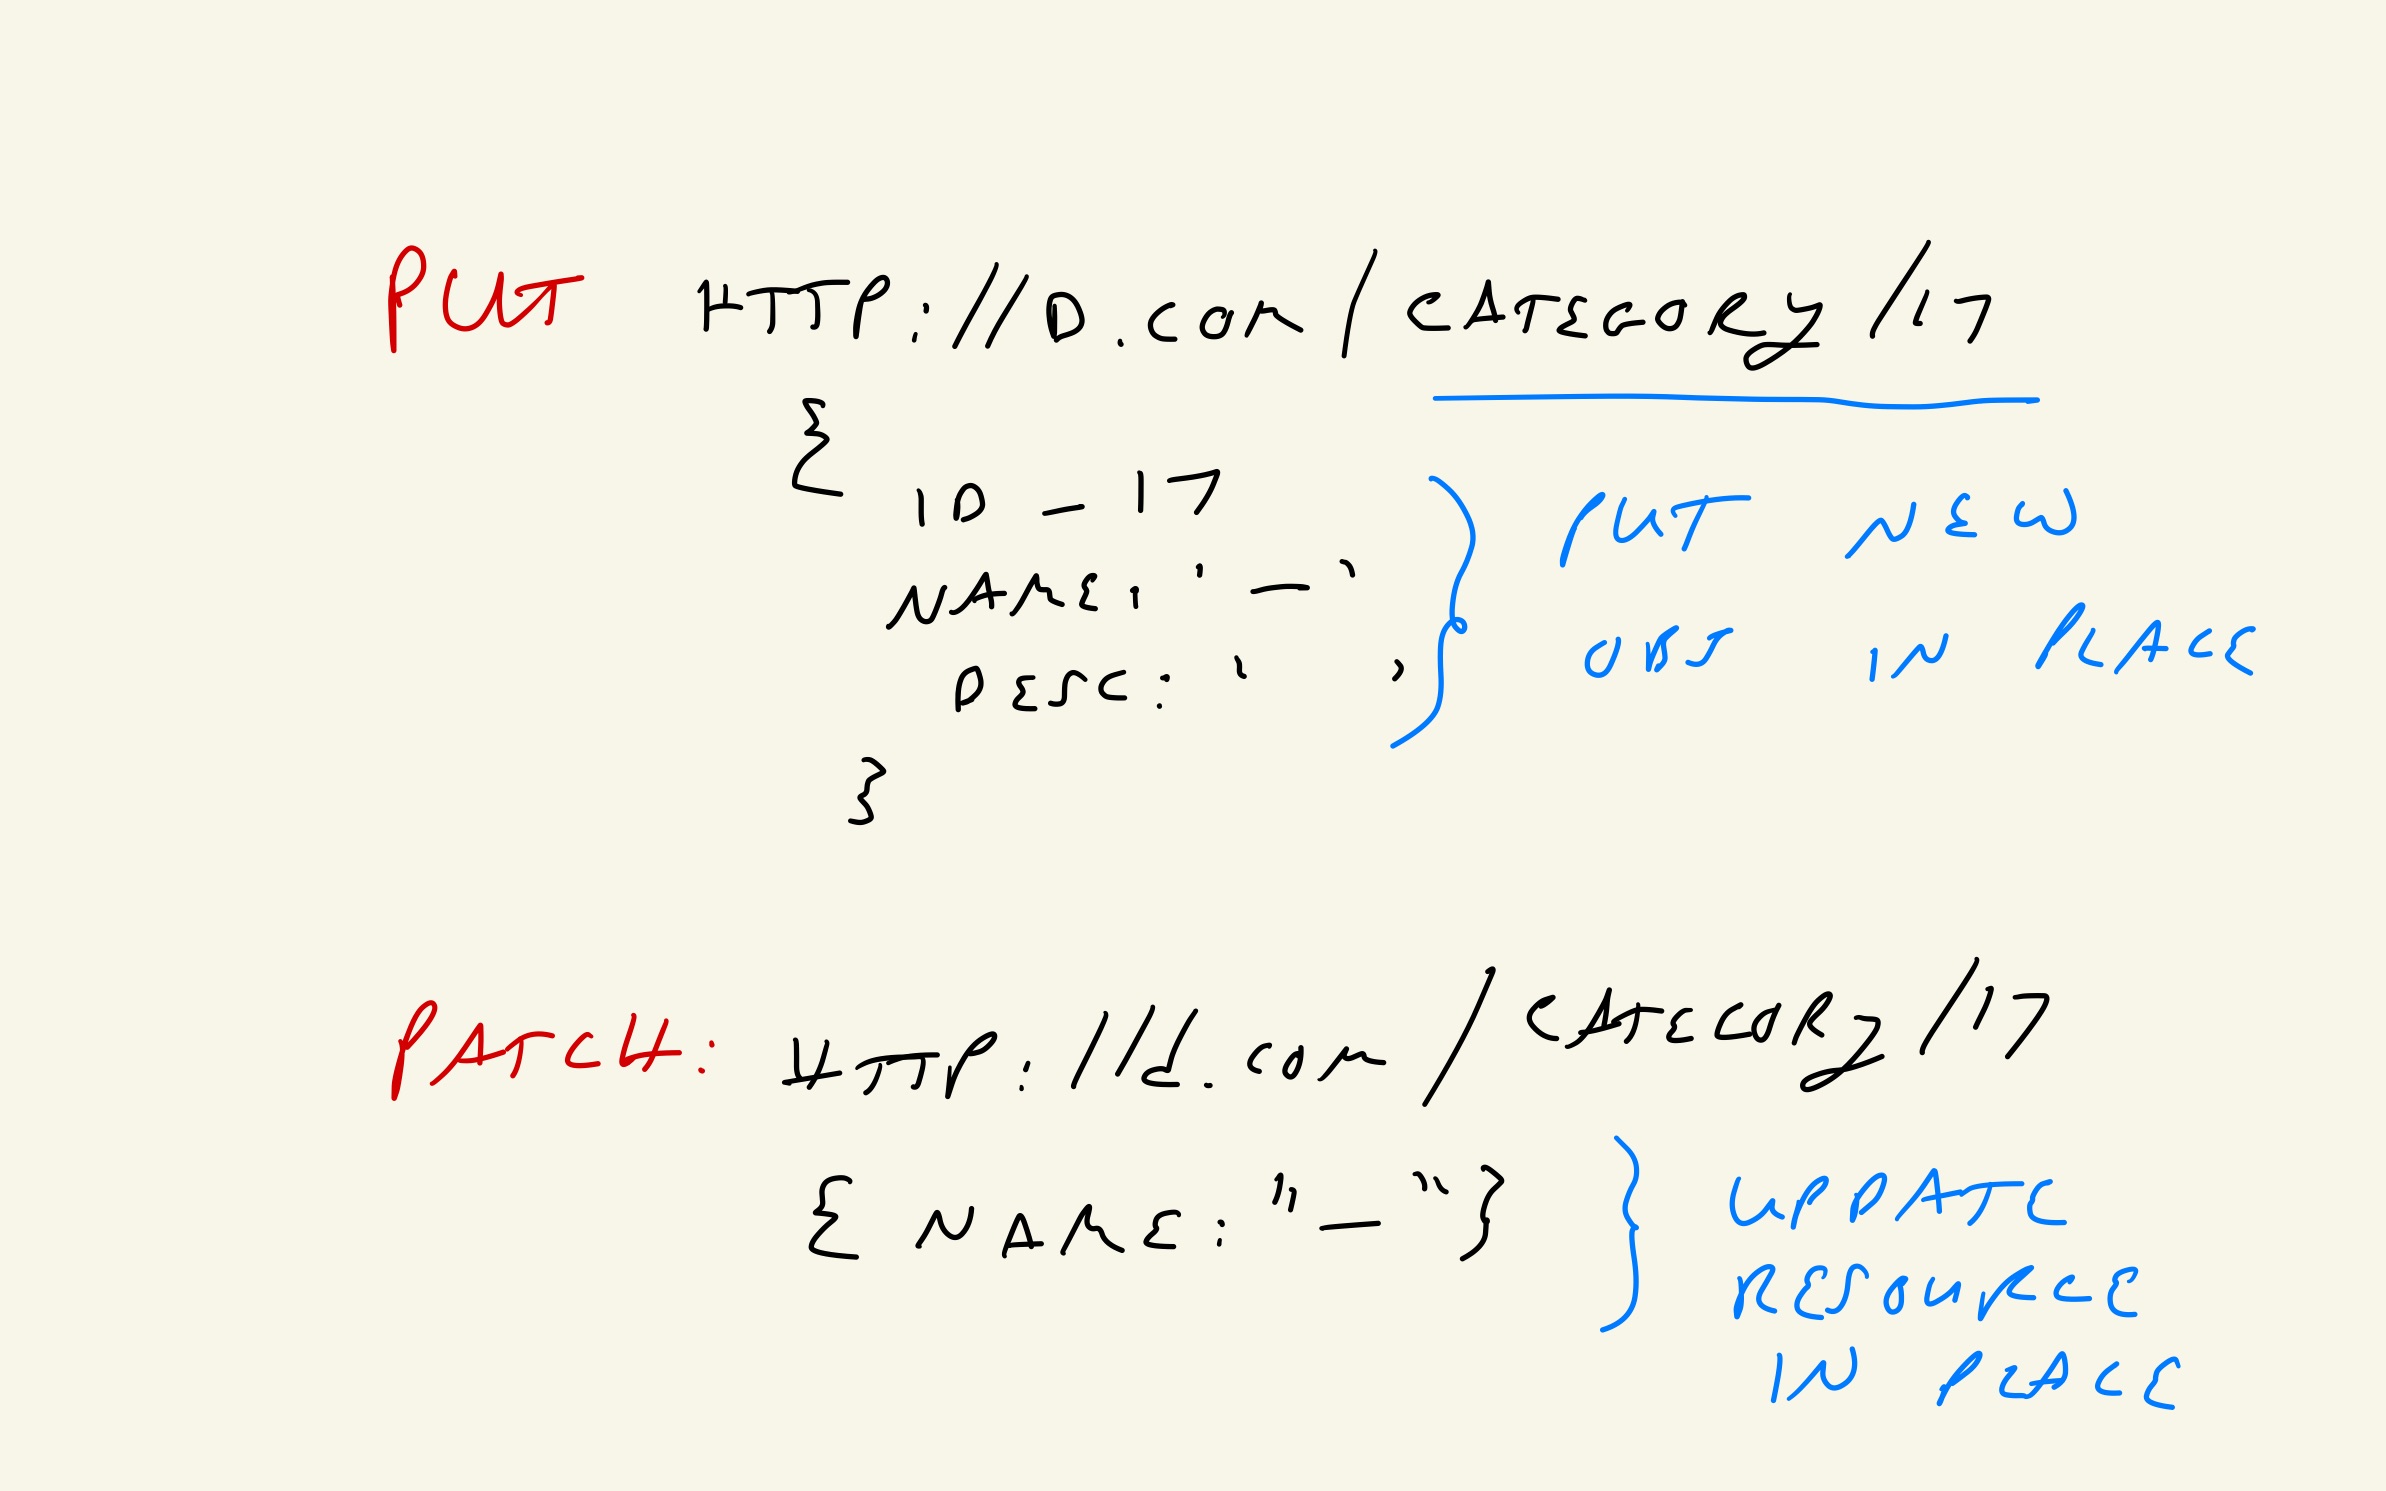 PUT HTTP://D.COM/CATEGORY/17
{
ID - 17
NAME: " - "
DESC: " "
}
PUT NEW
OBJ IN PLACE
PATCH: HTTP://d.com/CATEGORY/17
{ NAME: " - " }
UPDATE
RESOURCE
IN PLACE